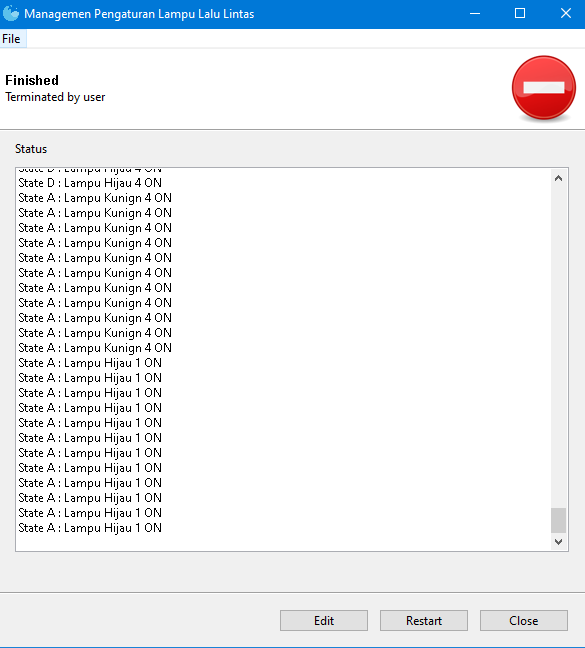 Managemen Pengaturan Lampu Lalu Lintas
File
Finished
Terminated by user
Status
State D : Lampu Hijau 4 ON
State D : Lampu Hijau 4 ON
State A : Lampu Kunign 4 ON
State A : Lampu Kunign 4 ON
State A : Lampu Kunign 4 ON
State A : Lampu Kunign 4 ON
State A : Lampu Kunign 4 ON
State A : Lampu Kunign 4 ON
State A : Lampu Kunign 4 ON
State A : Lampu Kunign 4 ON
State A : Lampu Kunign 4 ON
State A : Lampu Kunign 4 ON
State A : Lampu Kunign 4 ON
State A : Lampu Hijau 1 ON
State A : Lampu Hijau 1 ON
State A : Lampu Hijau 1 ON
State A : Lampu Hijau 1 ON
State A : Lampu Hijau 1 ON
State A : Lampu Hijau 1 ON
State A : Lampu Hijau 1 ON
State A : Lampu Hijau 1 ON
State A : Lampu Hijau 1 ON
State A : Lampu Hijau 1 ON
State A : Lampu Hijau 1 ON
State A : Lampu Hijau 1 ON
Edit Restart Close